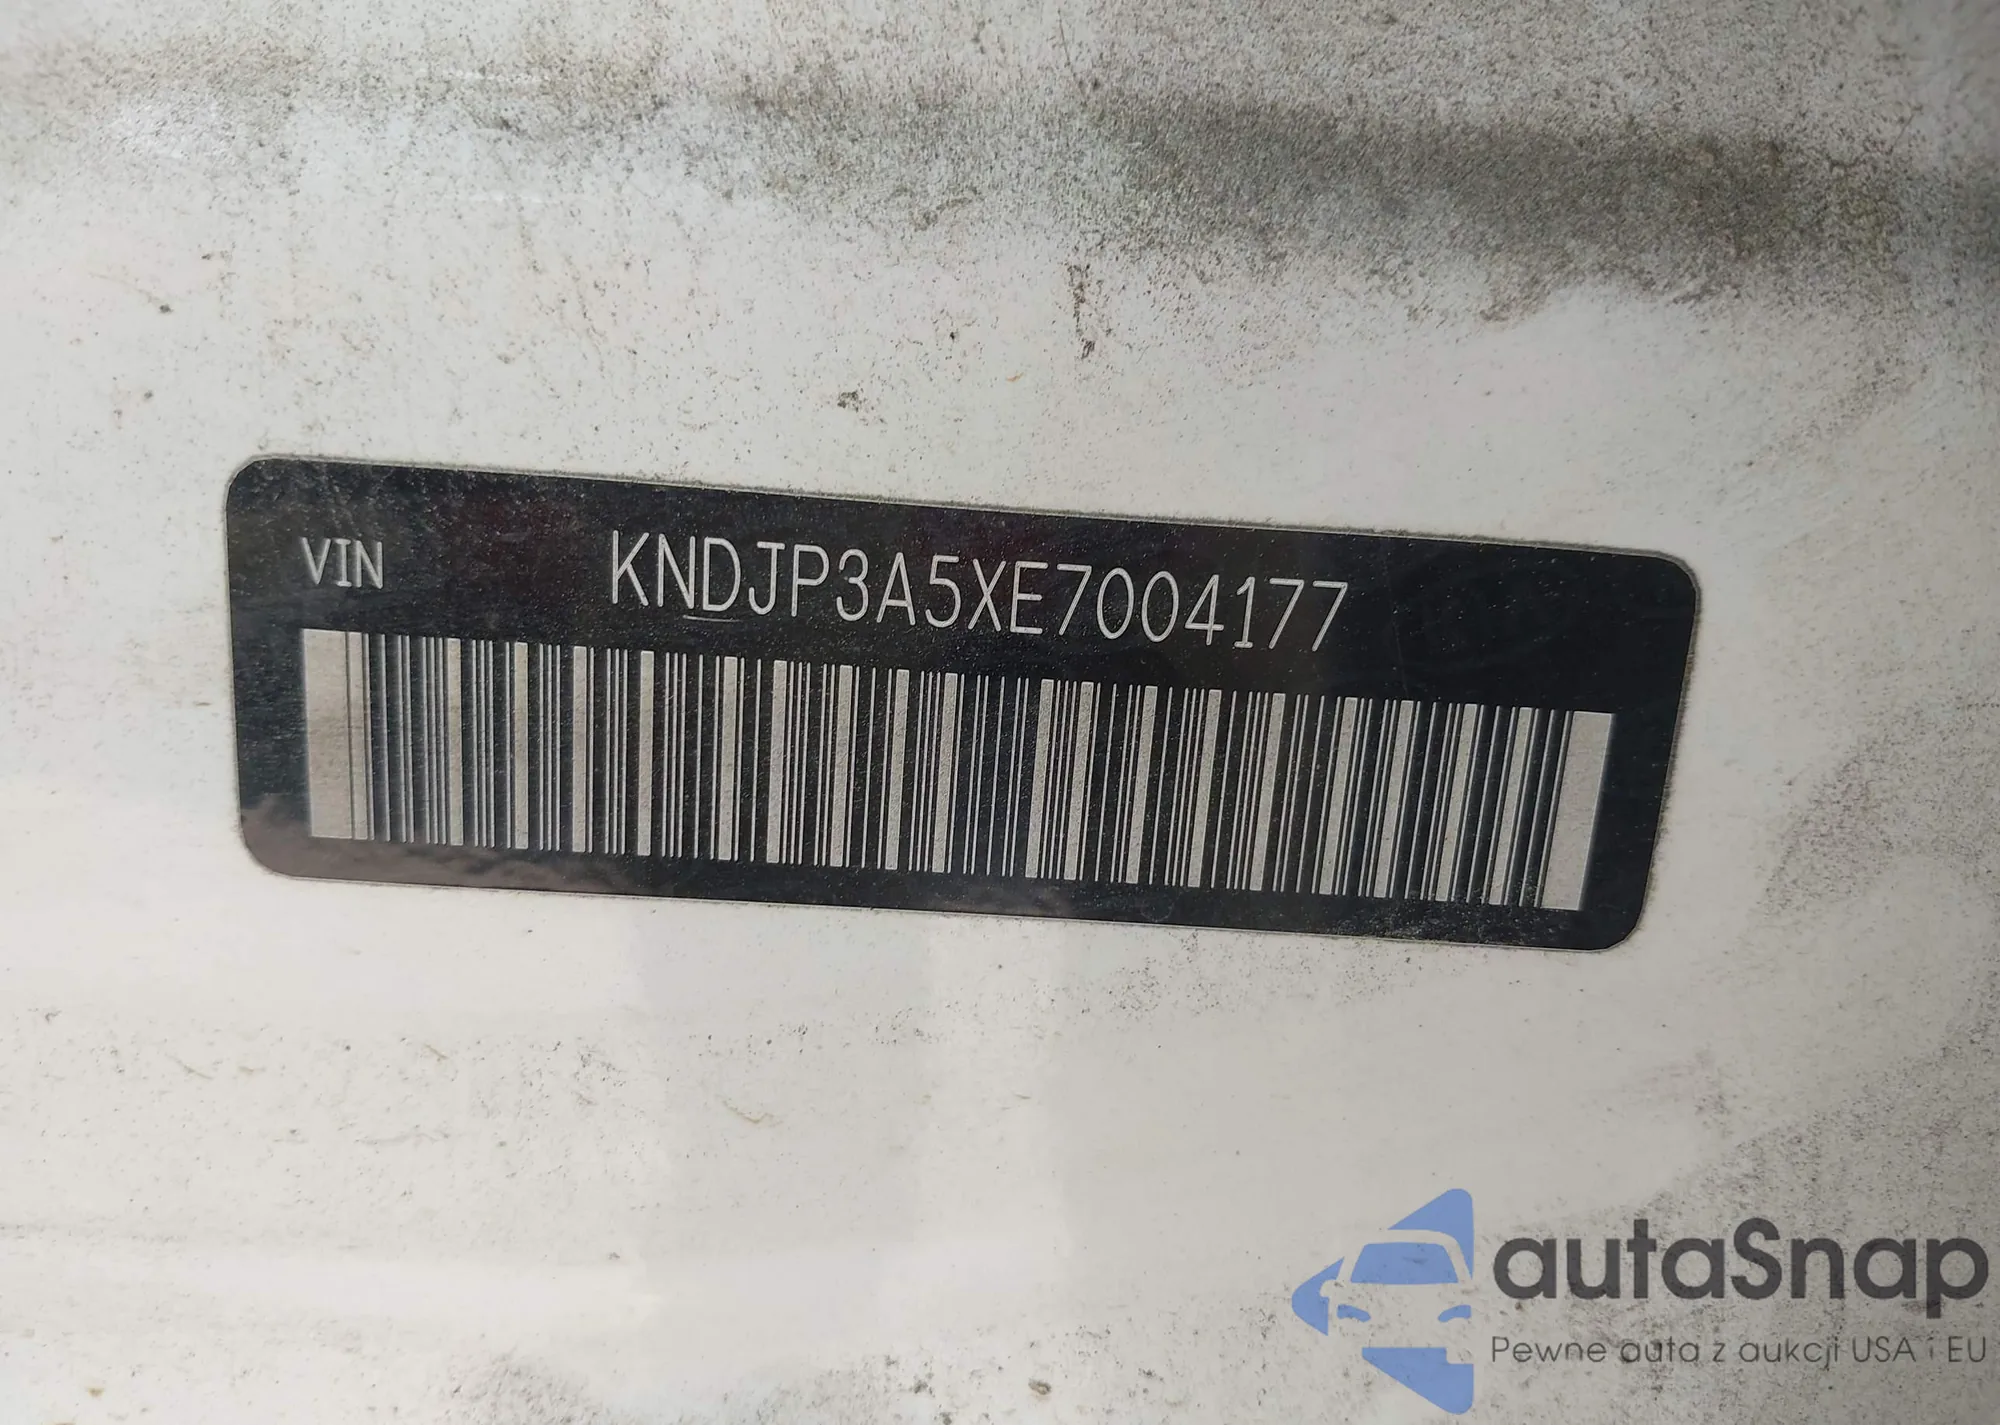 VIN KNDJP3A5XE7004177
autaSnap
Pewne auta z aukcji USA i EU